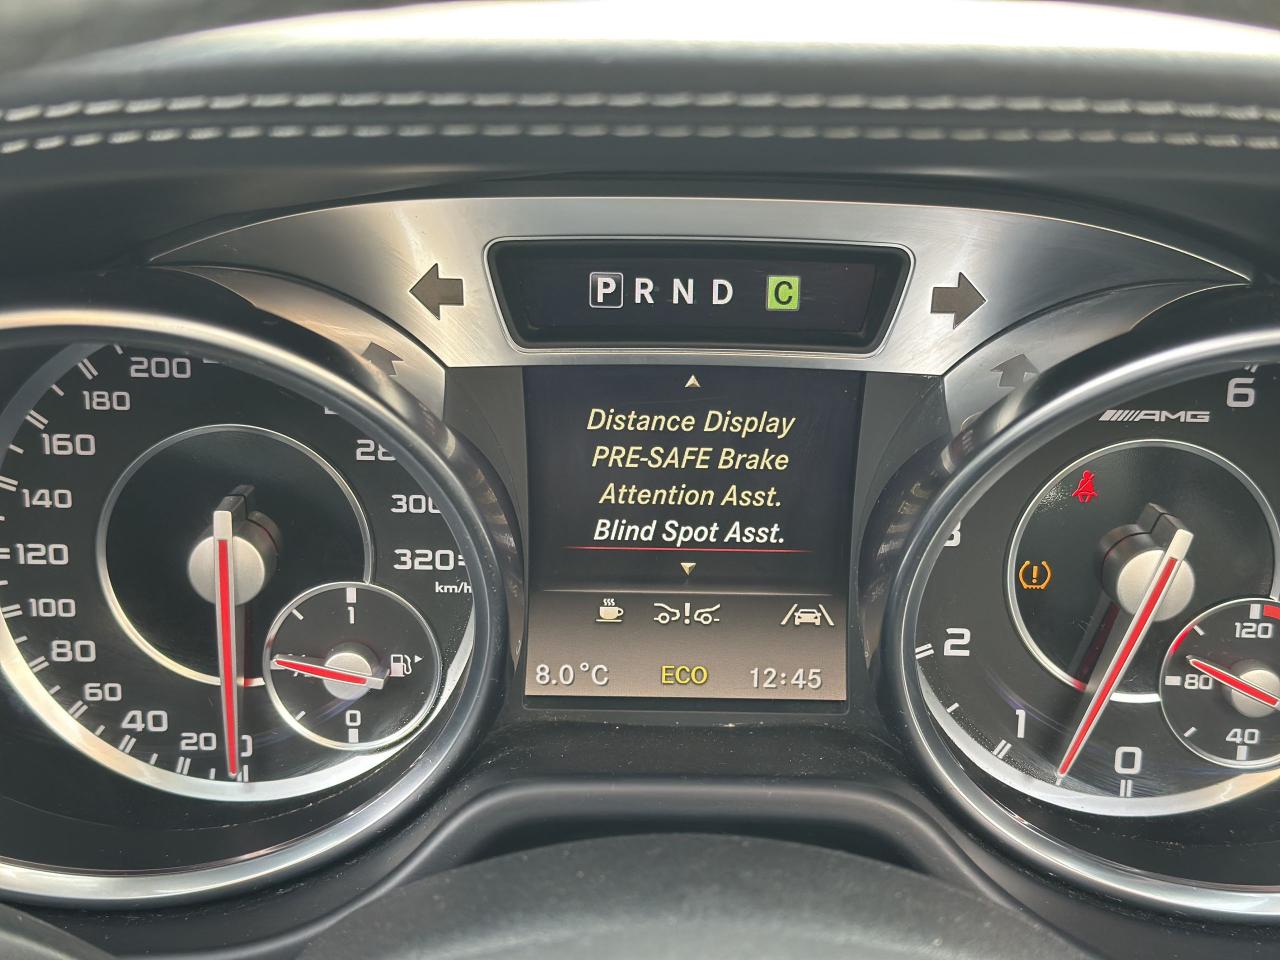 P R N D C
Distance Display
PRE-SAFE Brake
Attention Asst.
Blind Spot Asst.
8.0°C ECO 12:45
200
180
160
140
120
100
80
60
40
20
0
300
320
km/h
1
0
AMG
6
2
1
0
120
80
40